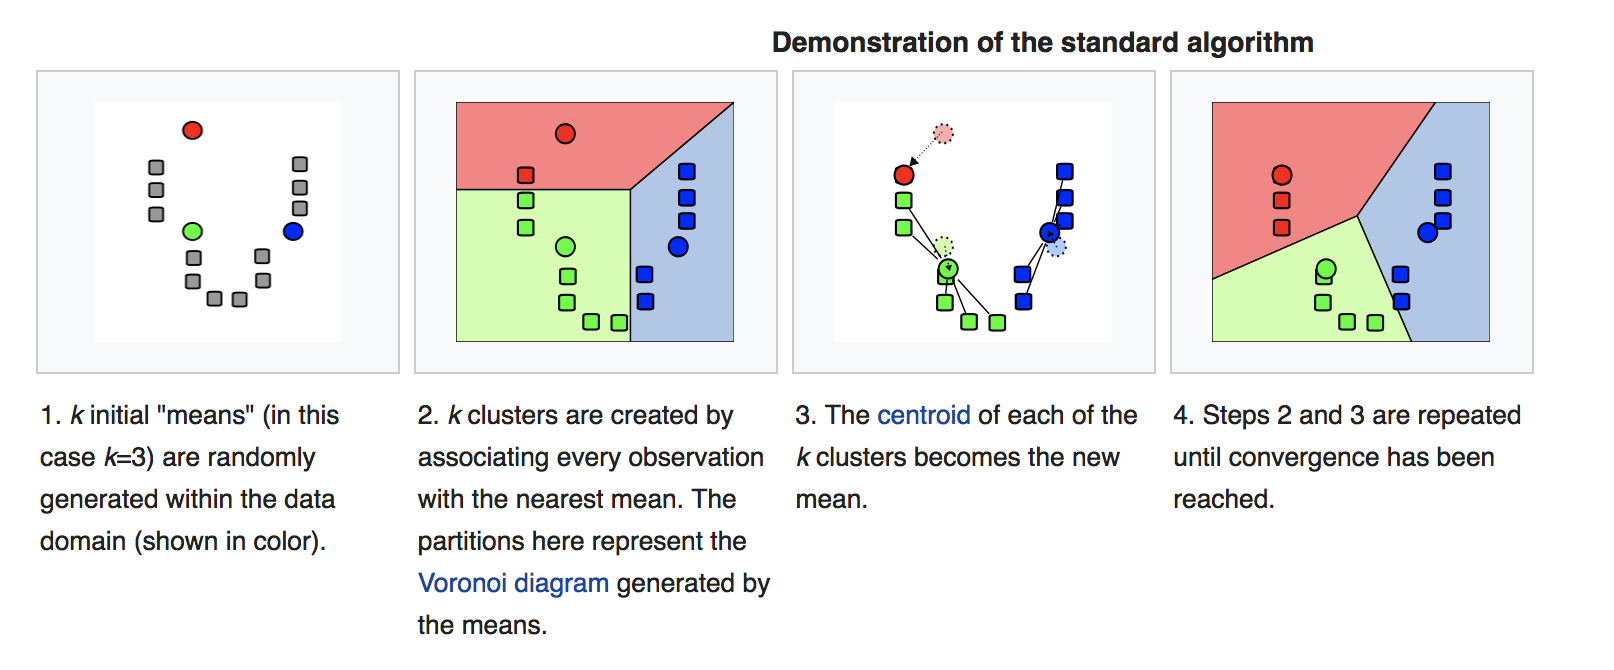 Demonstration of the standard algorithm
1. k initial "means" (in this
case k=3) are randomly
generated within the data
domain (shown in color).
2. k clusters are created by
associating every observation
with the nearest mean. The
partitions here represent the
Voronoi diagram generated by
the means.
3. The centroid of each of the
k clusters becomes the new
mean.
4. Steps 2 and 3 are repeated
until convergence has been
reached.